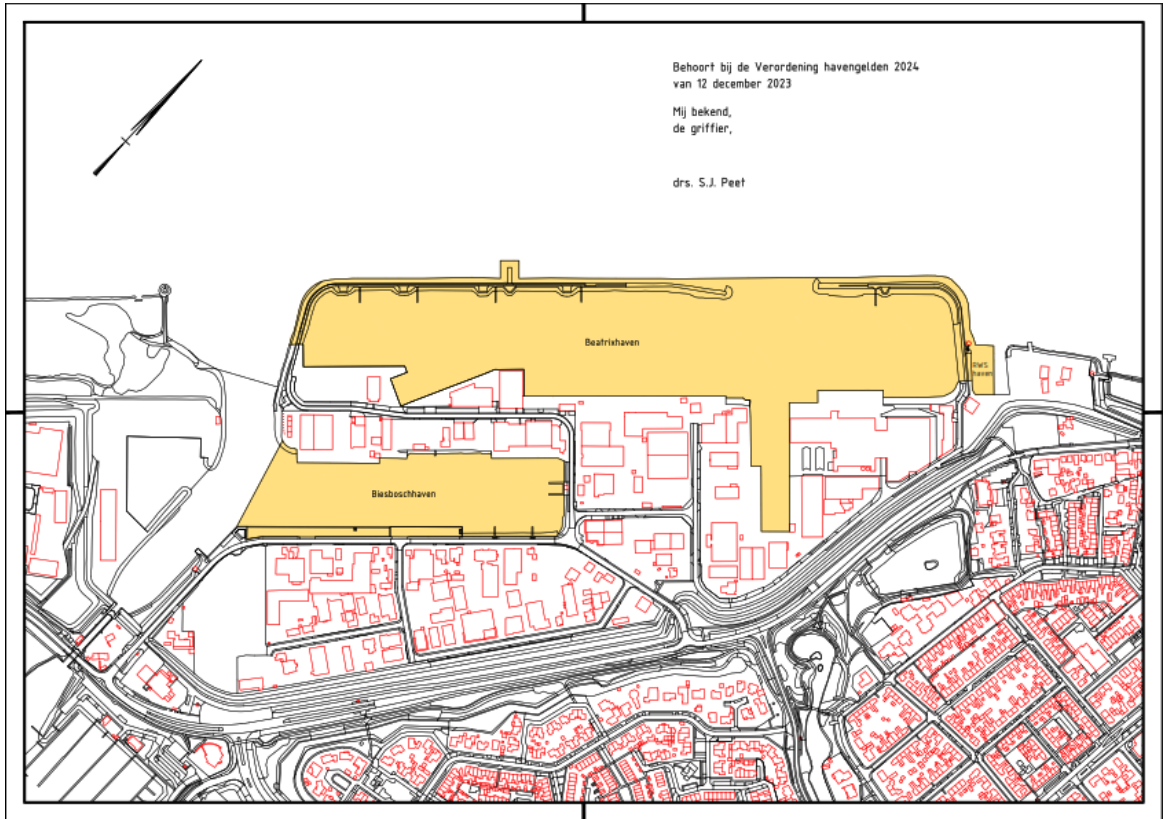 Behoort bij de Verordening havengelden 2024
van 12 december 2023
Mij bekend,
de griffier,
drs. S.J. Peet
Beatrixhaven
RWS
haven
Biesboschhaven